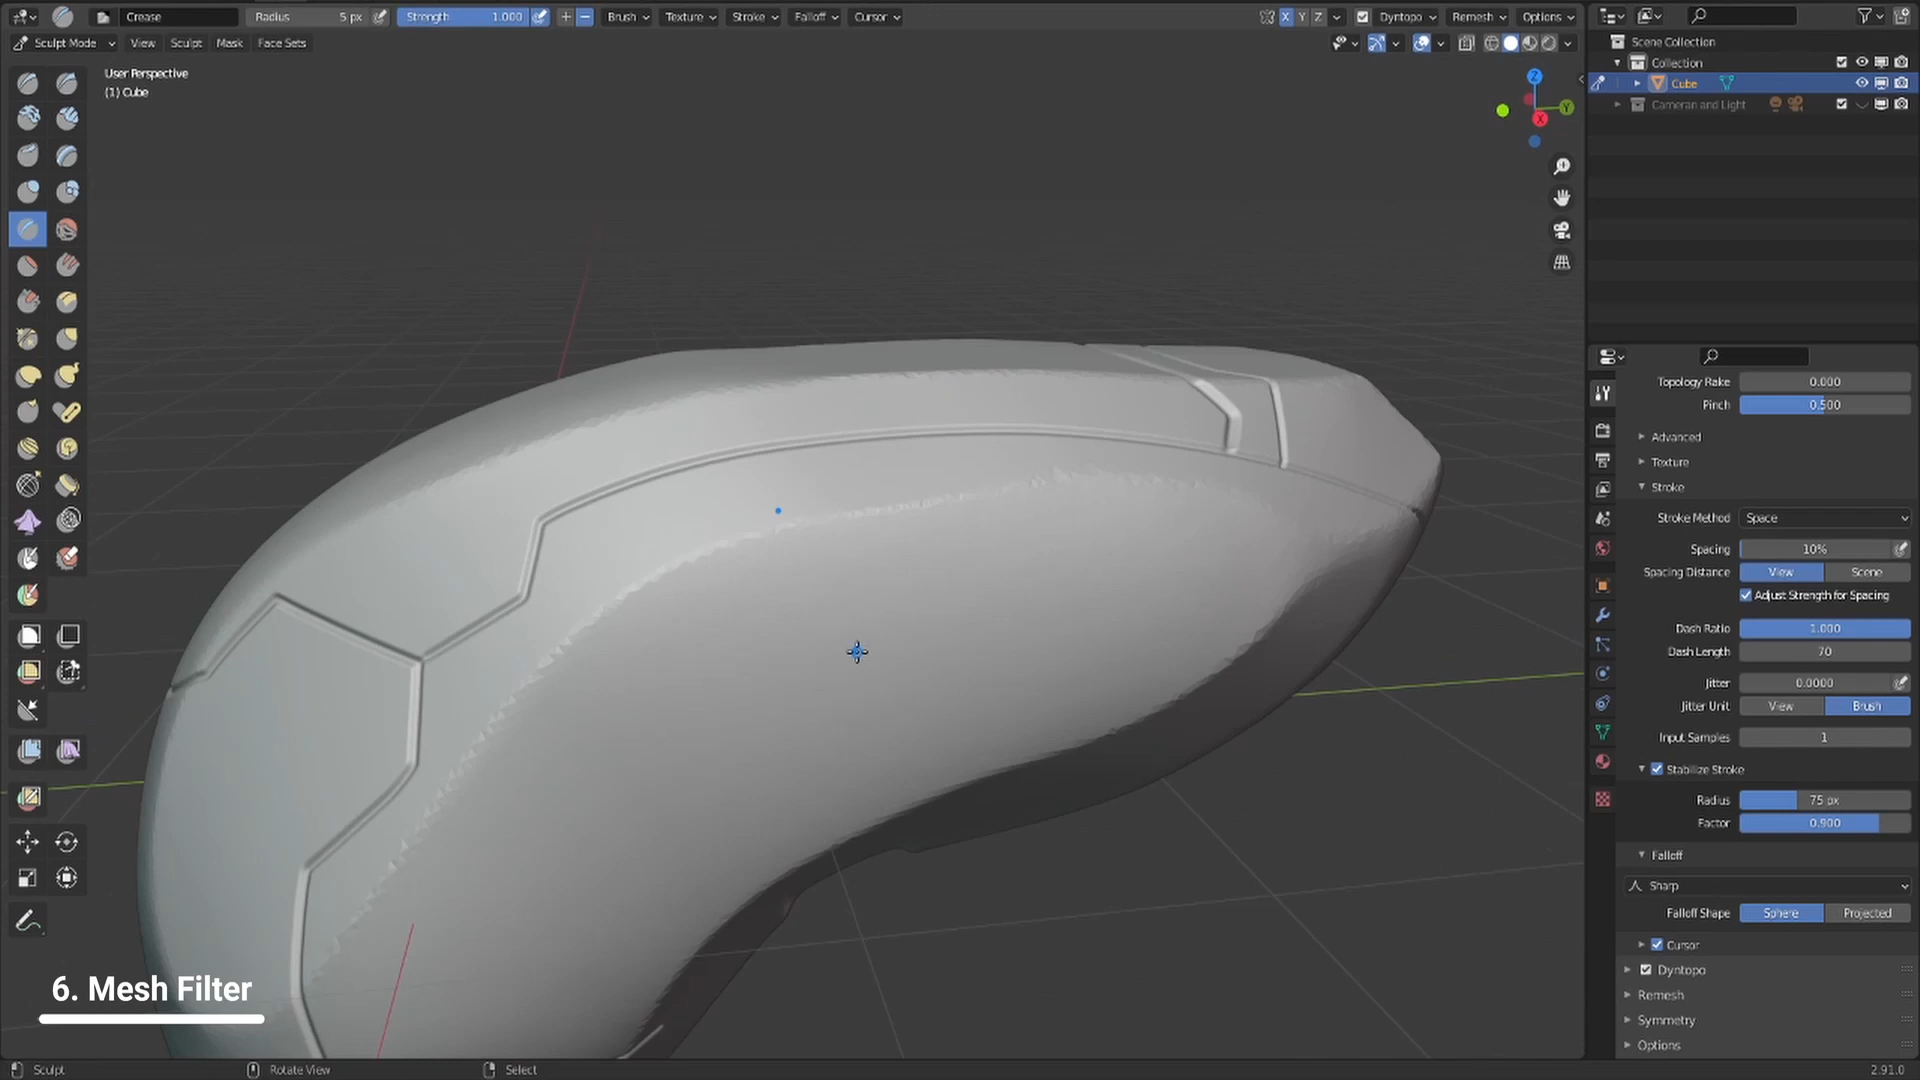 Crease
Radius 5 px
Strength 1.000
Brush
Texture
Stroke
Falloff
Cursor
X Y Z
Dyntopo
Remesh
Options
Sculpt Mode
View
Sculpt
Mask
Face Sets
User Perspective
(1) Cube
Z
Y
X
6. Mesh Filter
Scene Collection
Collection
Cube
Cameran and Light
Topology Rake 0.000
Pinch 0.500
Advanced
Texture
Stroke
Stroke Method Space
Spacing 10%
Spacing Distance View Scene
Adjust Strength for Spacing
Dash Ratio 1.000
Dash Length 70
Jitter 0.0000
Jitter Unit View Brush
Input Samples 1
Stabilize Stroke
Radius 75 px
Factor 0.900
Falloff
Sharp
Falloff Shape Sphere Projected
Cursor
Dyntopo
Remesh
Symmetry
Options
Sculpt
Rotate View
Select
2.91.0